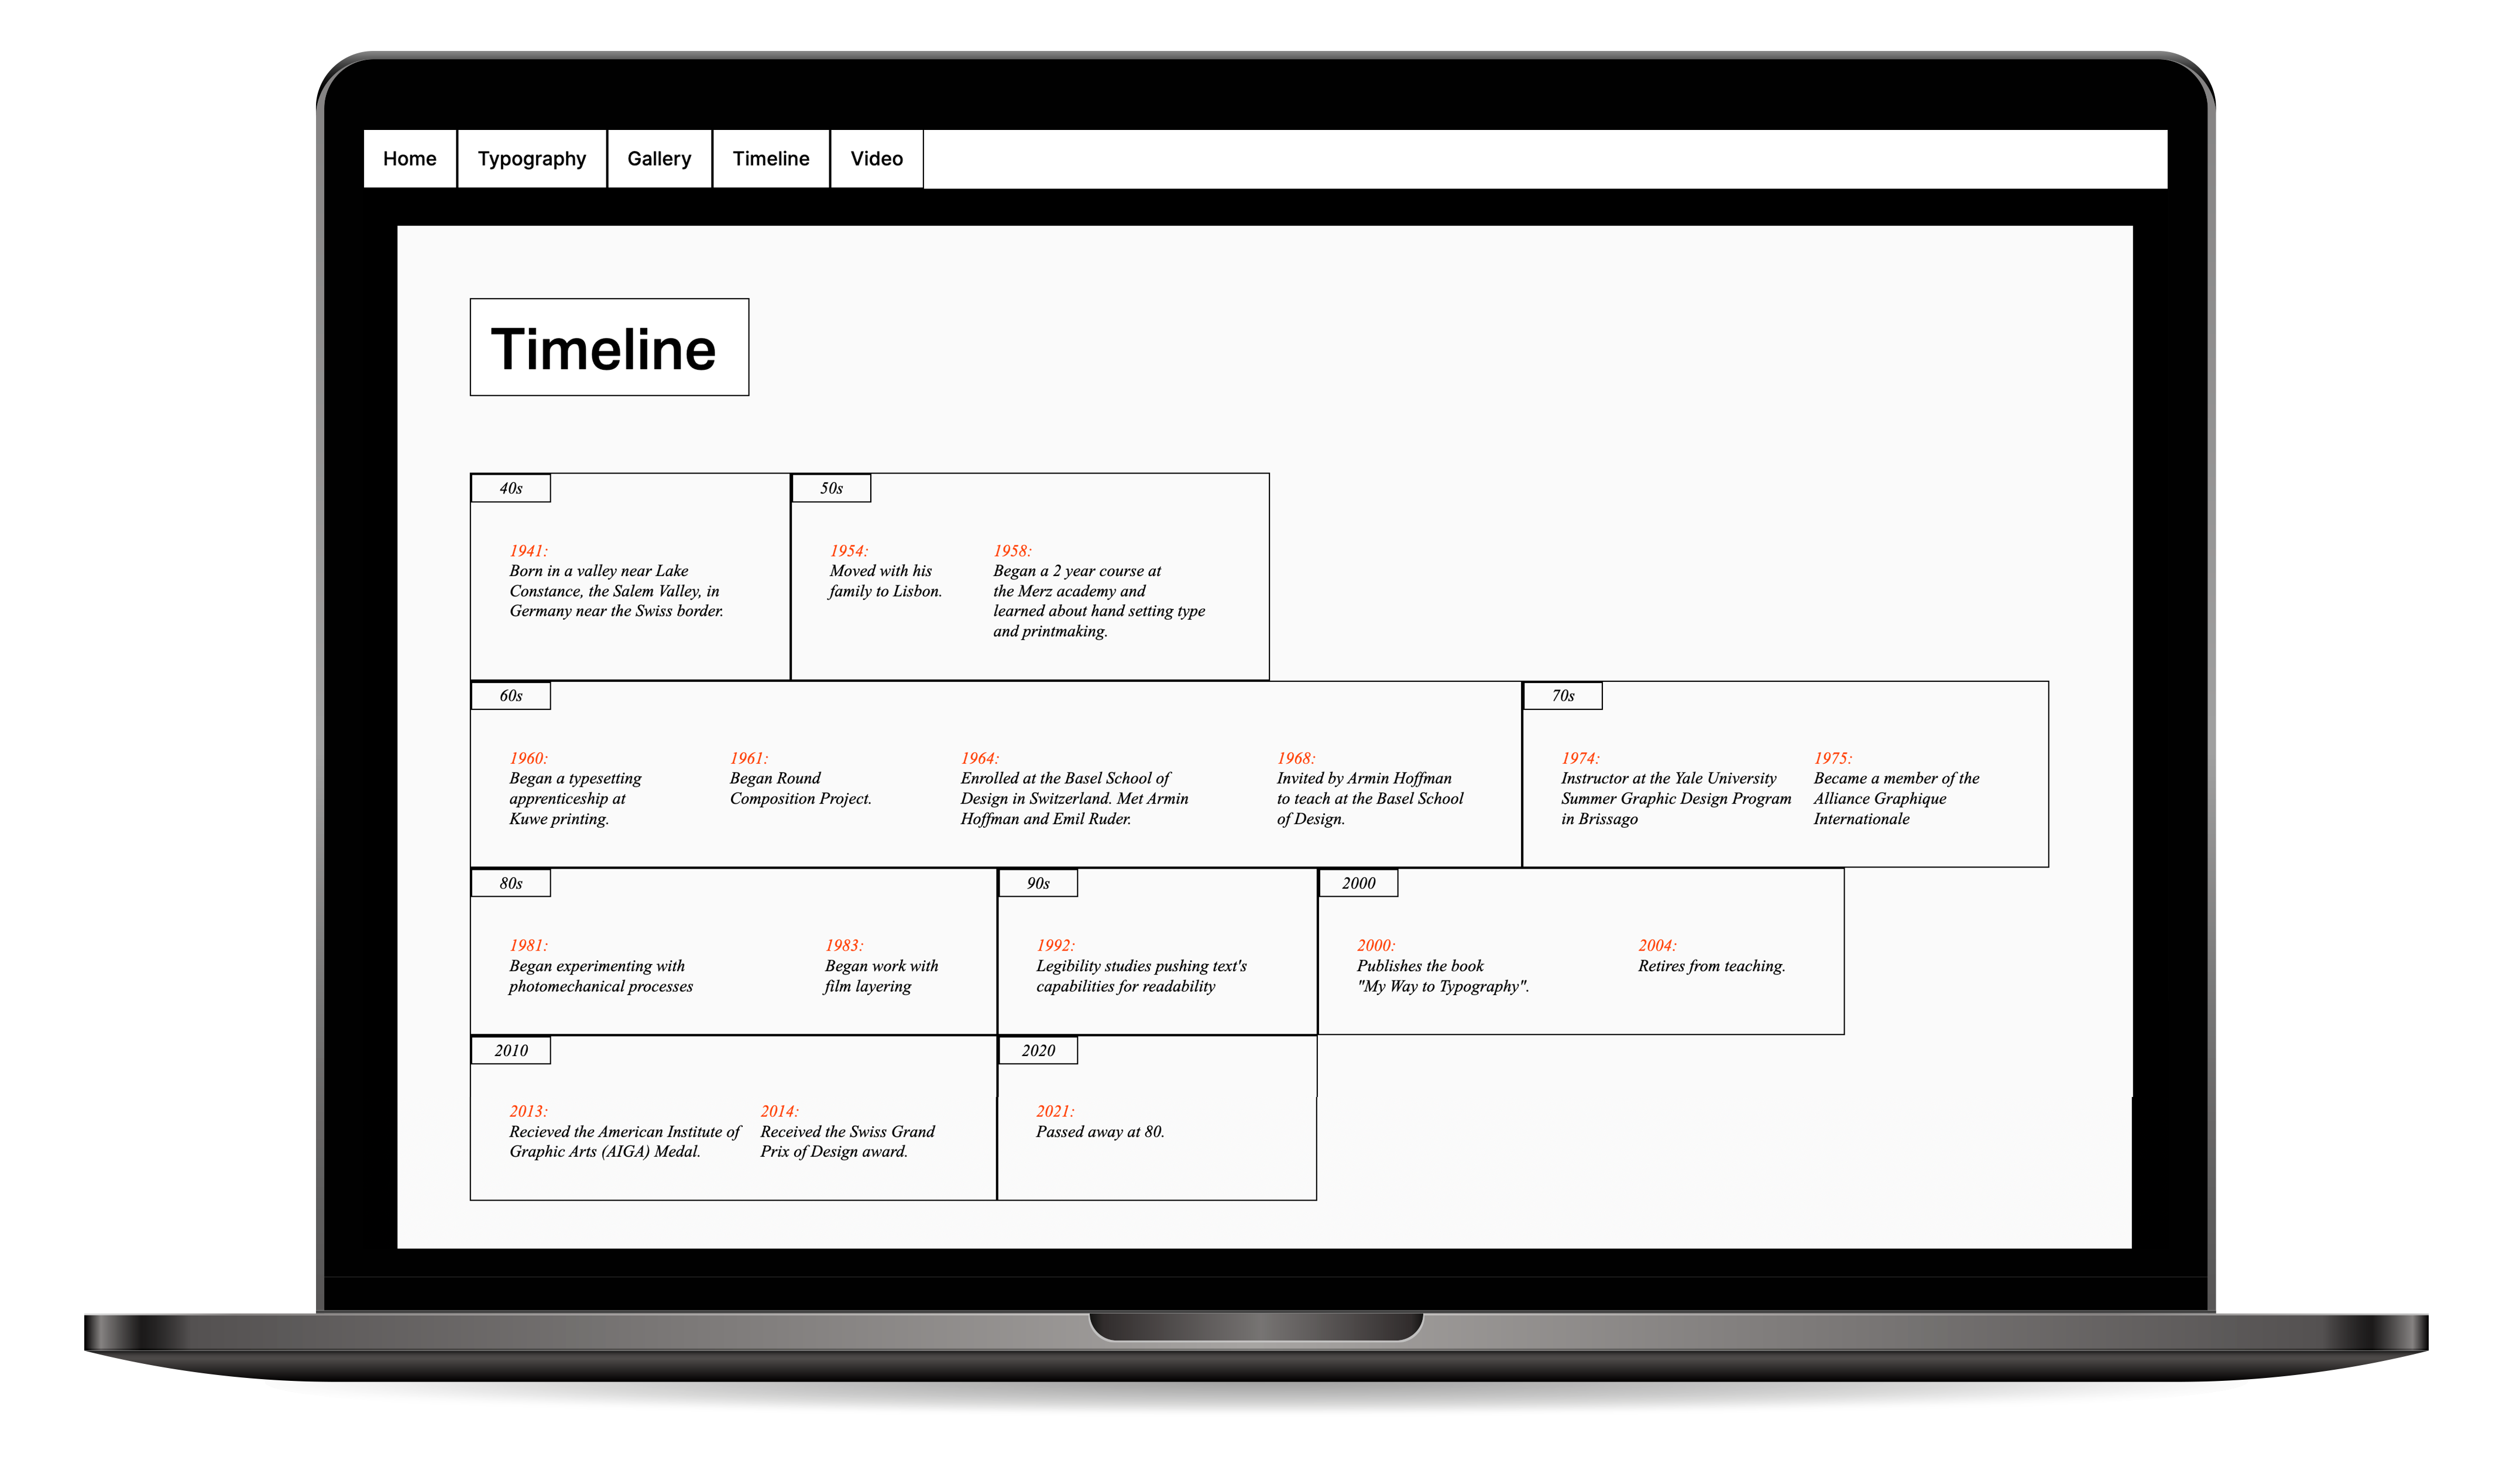 Home Typography Gallery Timeline Video
Timeline
40s
1941:
Born in a valley near Lake
Constance, the Salem Valley, in
Germany near the Swiss border.
50s
1954:
Moved with his
family to Lisbon.
1958:
Began a 2 year course at
the Merz academy and
learned about hand setting type
and printmaking.
60s
1960:
Began a typesetting
apprenticeship at
Kuwe printing.
1961:
Began Round
Composition Project.
1964:
Enrolled at the Basel School of
Design in Switzerland. Met Armin
Hoffman and Emil Ruder.
1968:
Invited by Armin Hoffman
to teach at the Basel School
of Design.
70s
1974:
Instructor at the Yale University
Summer Graphic Design Program
in Brissago
1975:
Became a member of the
Alliance Graphique
Internationale
80s
1981:
Began experimenting with
photomechanical processes
1983:
Began work with
film layering
90s
1992:
Legibility studies pushing text's
capabilities for readability
2000
2000:
Publishes the book
"My Way to Typography".
2004:
Retires from teaching.
2010
2013:
Recieved the American Institute of
Graphic Arts (AIGA) Medal.
2014:
Received the Swiss Grand
Prix of Design award.
2020
2021:
Passed away at 80.